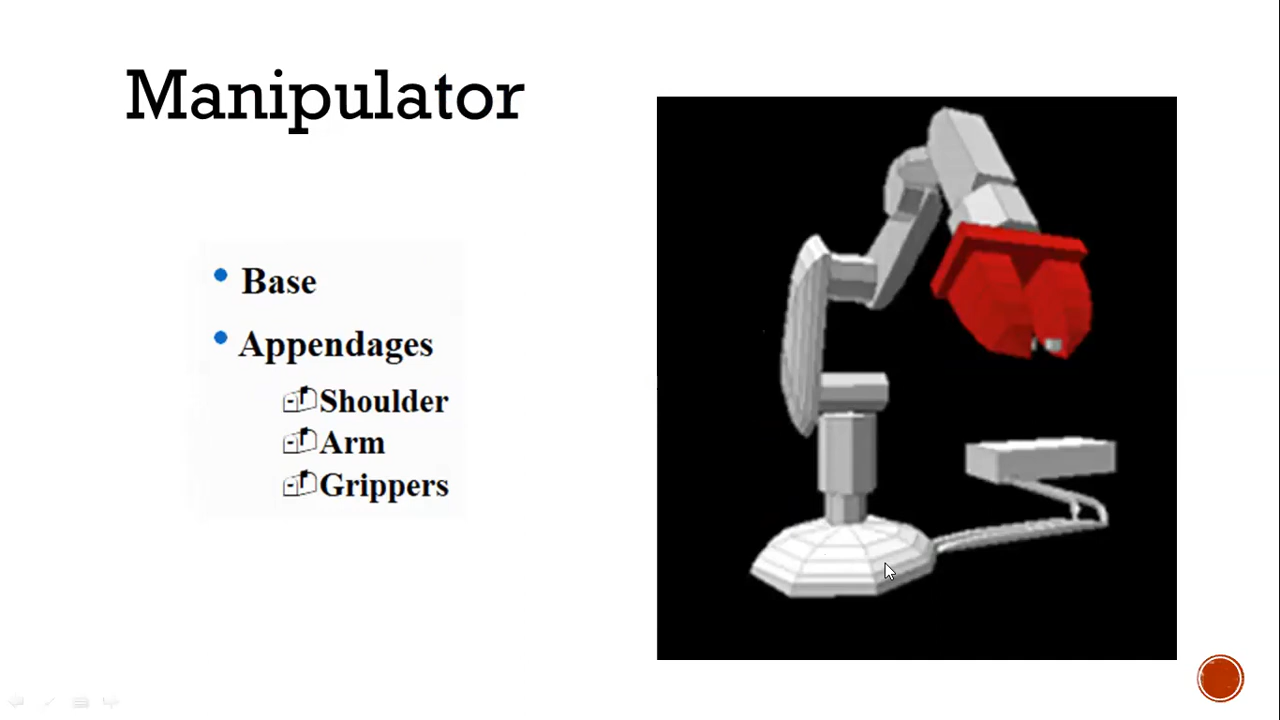 Manipulator
Base
Appendages
Shoulder
Arm
Grippers